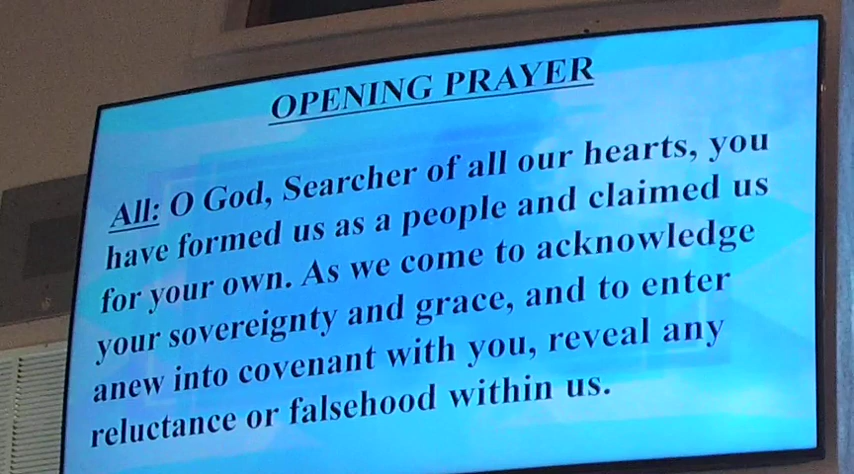 OPENING PRAYER
All: O God, Searcher of all our hearts, you
have formed us as a people and claimed us
for your own. As we come to acknowledge
your sovereignty and grace, and to enter
anew into covenant with you, reveal any
reluctance or falsehood within us.